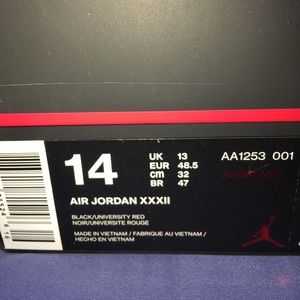 14
UK 13
EUR 48.5
CM 32
BR 47
AA1253 001
AIR JORDAN XXXII
BLACK/UNIVERSITY RED
NOIR/UNIVERSITE ROUGE
MADE IN VIETNAM / FABRIQUE AU VIETNAM /
HECHO EN VIETNAM